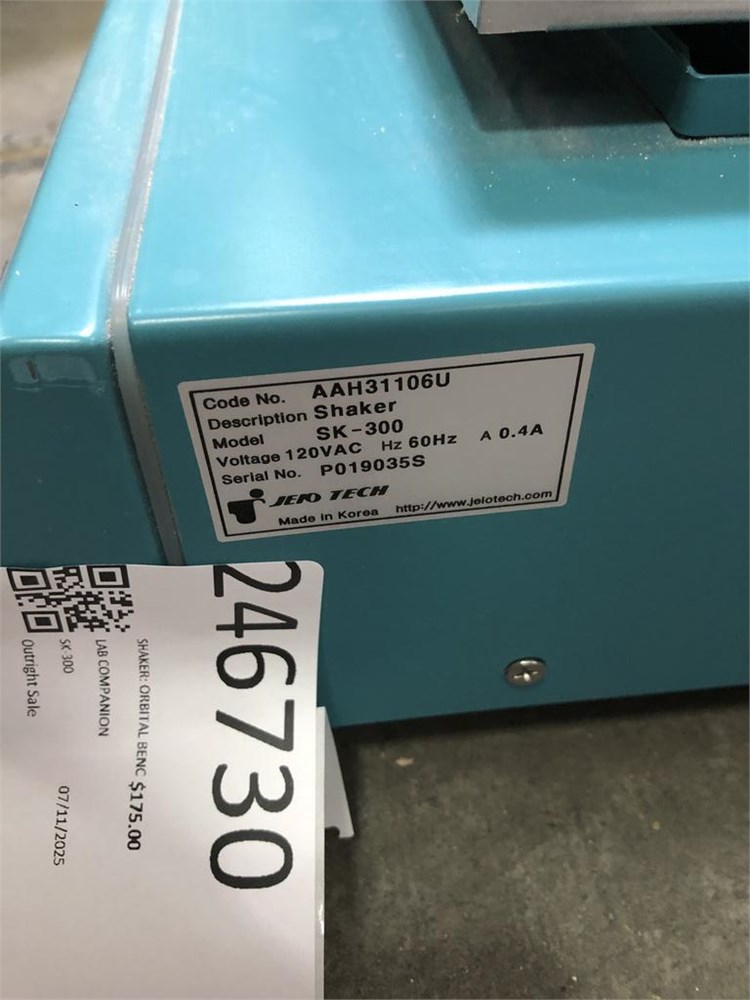 Code No. AAH31106U
Description Shaker
Model SK-300
Voltage 120VAC Hz 60Hz A 0.4A
Serial No. P019035S
JEIO TECH
Made in Korea http://www.jeiotech.com
246730
SHAKER: ORBITAL BENC $175.00
LAB COMPANION
SK-300 07/11/2025
Outright Sale